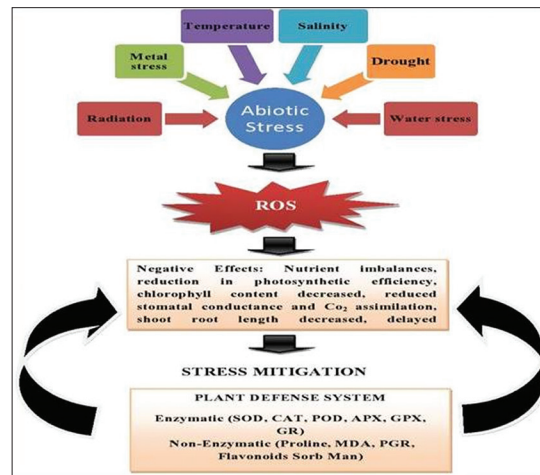 Temperature
Salinity
Metal
stress
Drought
Radiation
Abiotic
Stress
Water stress
ROS
Negative Effects: Nutrient imbalances,
reduction in photosynthetic efficiency,
chlorophyll content decreased, reduced
stomatal conductance and Co₂ assimilation,
shoot root length decreased, delayed
STRESS MITIGATION
PLANT DEFENSE SYSTEM
Enzymatic (SOD, CAT, POD, APX, GPX,
GR)
Non-Enzymatic (Proline, MDA, PGR,
Flavonoids Sorb Man)